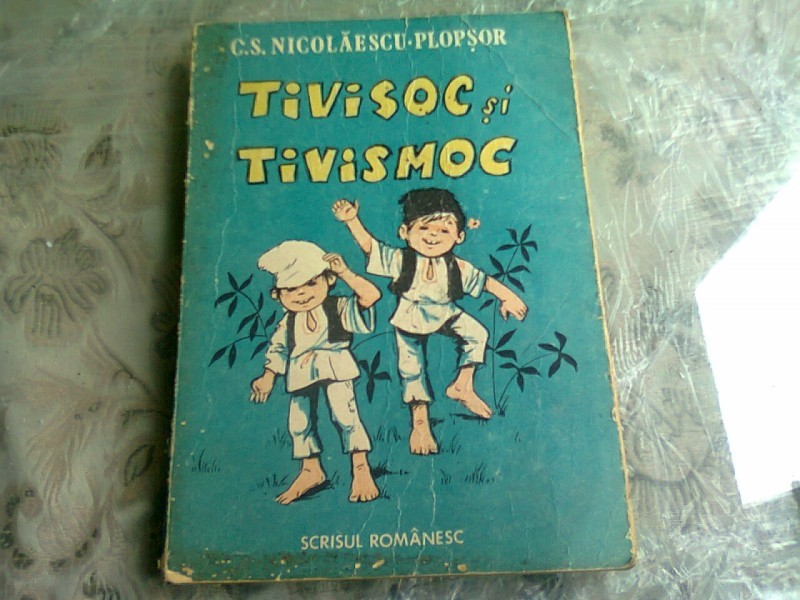 C.S. NICOLĂESCU-PLOPȘOR
TiViSOC și
TiViSMOC
SCRISUL ROMÂNESC